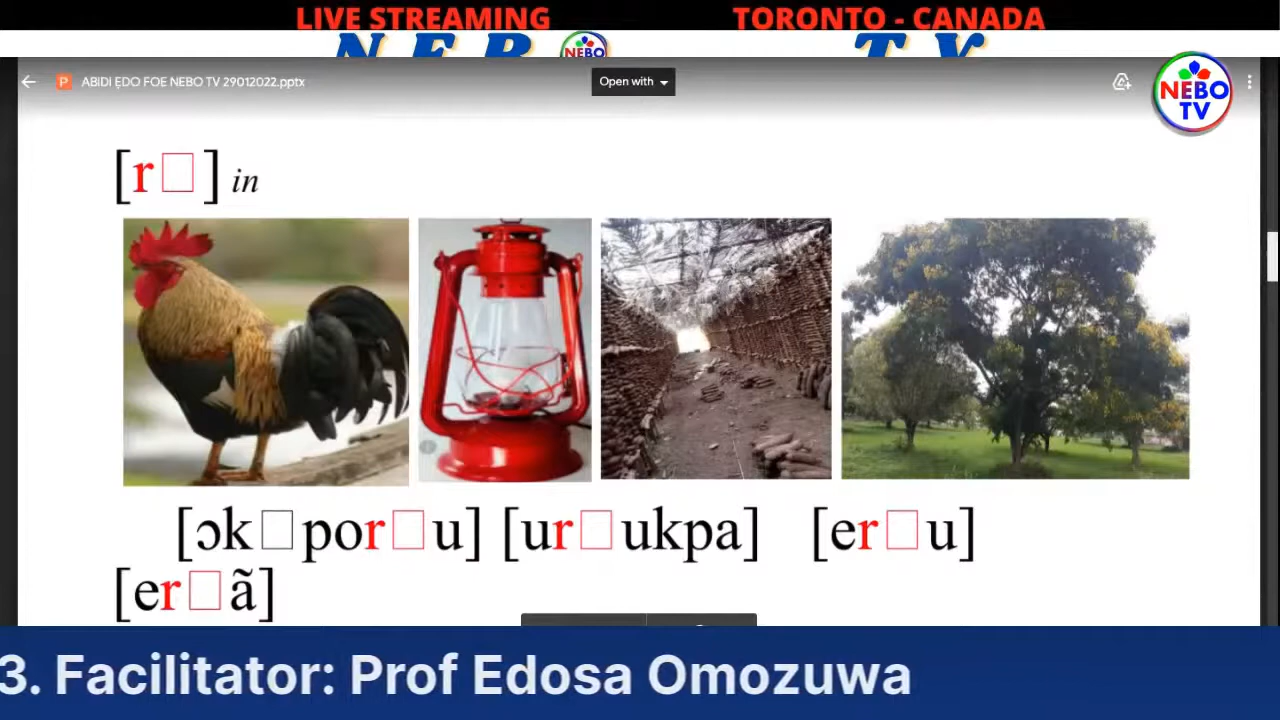 LIVE STREAMING TORONTO - CANADA
NEBO
ABIDI ẸDO FOE NEBO TV 29012022.pptx
Open with
NEBO
TV
[r□] in
[ɔk□por□u] [ur□ukpa] [er□u]
[er□ã]
3. Facilitator: Prof Edosa Omozuwa